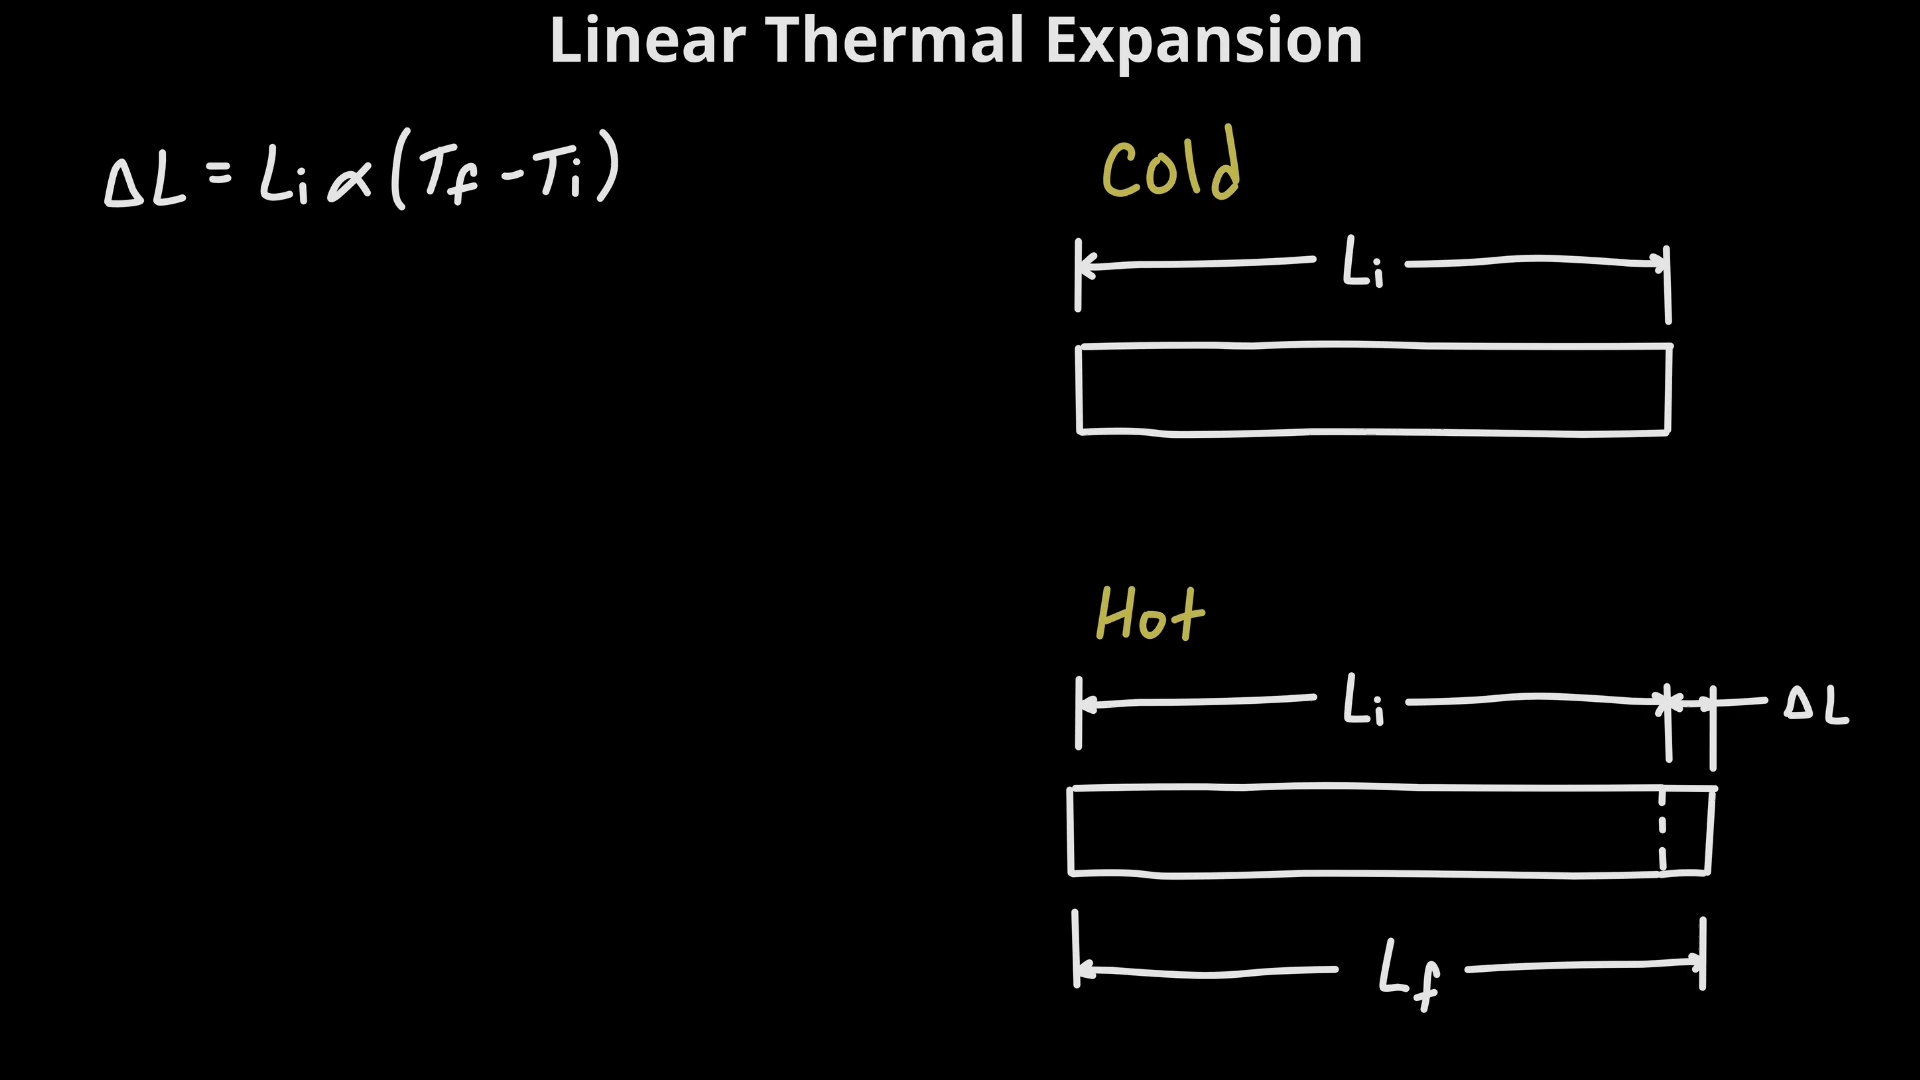 Linear Thermal Expansion
ΔL = Li α (Tf - Ti)
Cold
Li
Hot
Li ΔL
Lf